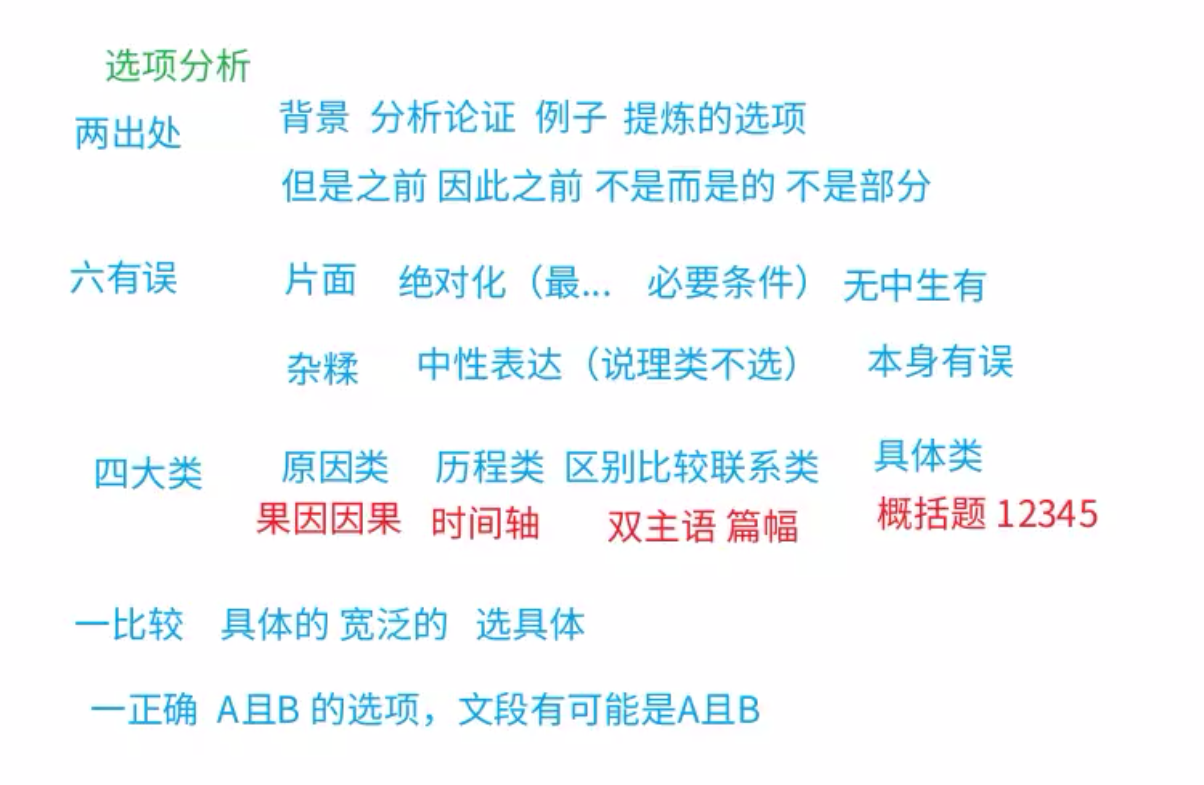 选项分析
两出处 背景 分析论证 例子 提炼的选项
但是之前 因此之前 不是而是的 不是部分
六有误 片面 绝对化（最... 必要条件） 无中生有
杂糅 中性表达（说理类不选） 本身有误
四大类 原因类 历程类 区别比较联系类 具体类
果因因果 时间轴 双主语 篇幅 概括题 12345
一比较 具体的 宽泛的 选具体
一正确 A且B 的选项，文段有可能是A且B